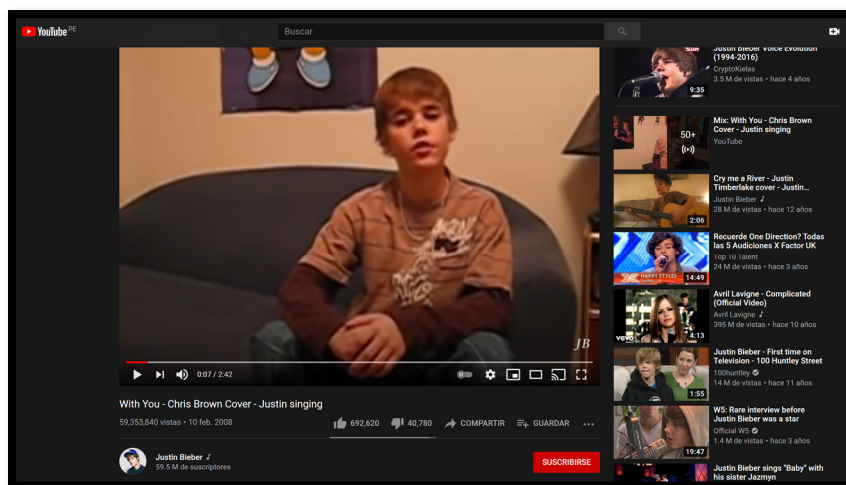 YouTube PE
Buscar
JB
0:07 / 2:42
With You - Chris Brown Cover - Justin singing
59,353,840 vistas • 10 feb. 2008
692,620
40,780
COMPARTIR
GUARDAR
Justin Bieber
59.5 M de suscriptores
SUSCRIBIRSE
Justin Bieber Voice Evolution
(1994-2016)
CryptoKielas
3.5 M de vistas • hace 4 años
9:35
Mix: With You - Chris Brown
Cover - Justin singing
YouTube
50+
Cry me a River - Justin
Timberlake cover - Justin...
Justin Bieber
28 M de vistas • hace 12 años
2:06
Recuerde One Direction? Todas
las 5 Audiciones X Factor UK
Top 10 Talent
24 M de vistas • hace 3 años
HARRY STYLES
14:49
Avril Lavigne - Complicated
(Official Video)
Avril Lavigne
395 M de vistas • hace 10 años
vevo
4:13
Justin Bieber - First time on
Television - 100 Huntley Street
100huntley
14 M de vistas • hace 11 años
1:55
W5: Rare interview before
Justin Bieber was a star
Official W5
1.4 M de vistas • hace 3 años
19:47
Justin Bieber sings "Baby" with
his sister Jazmyn